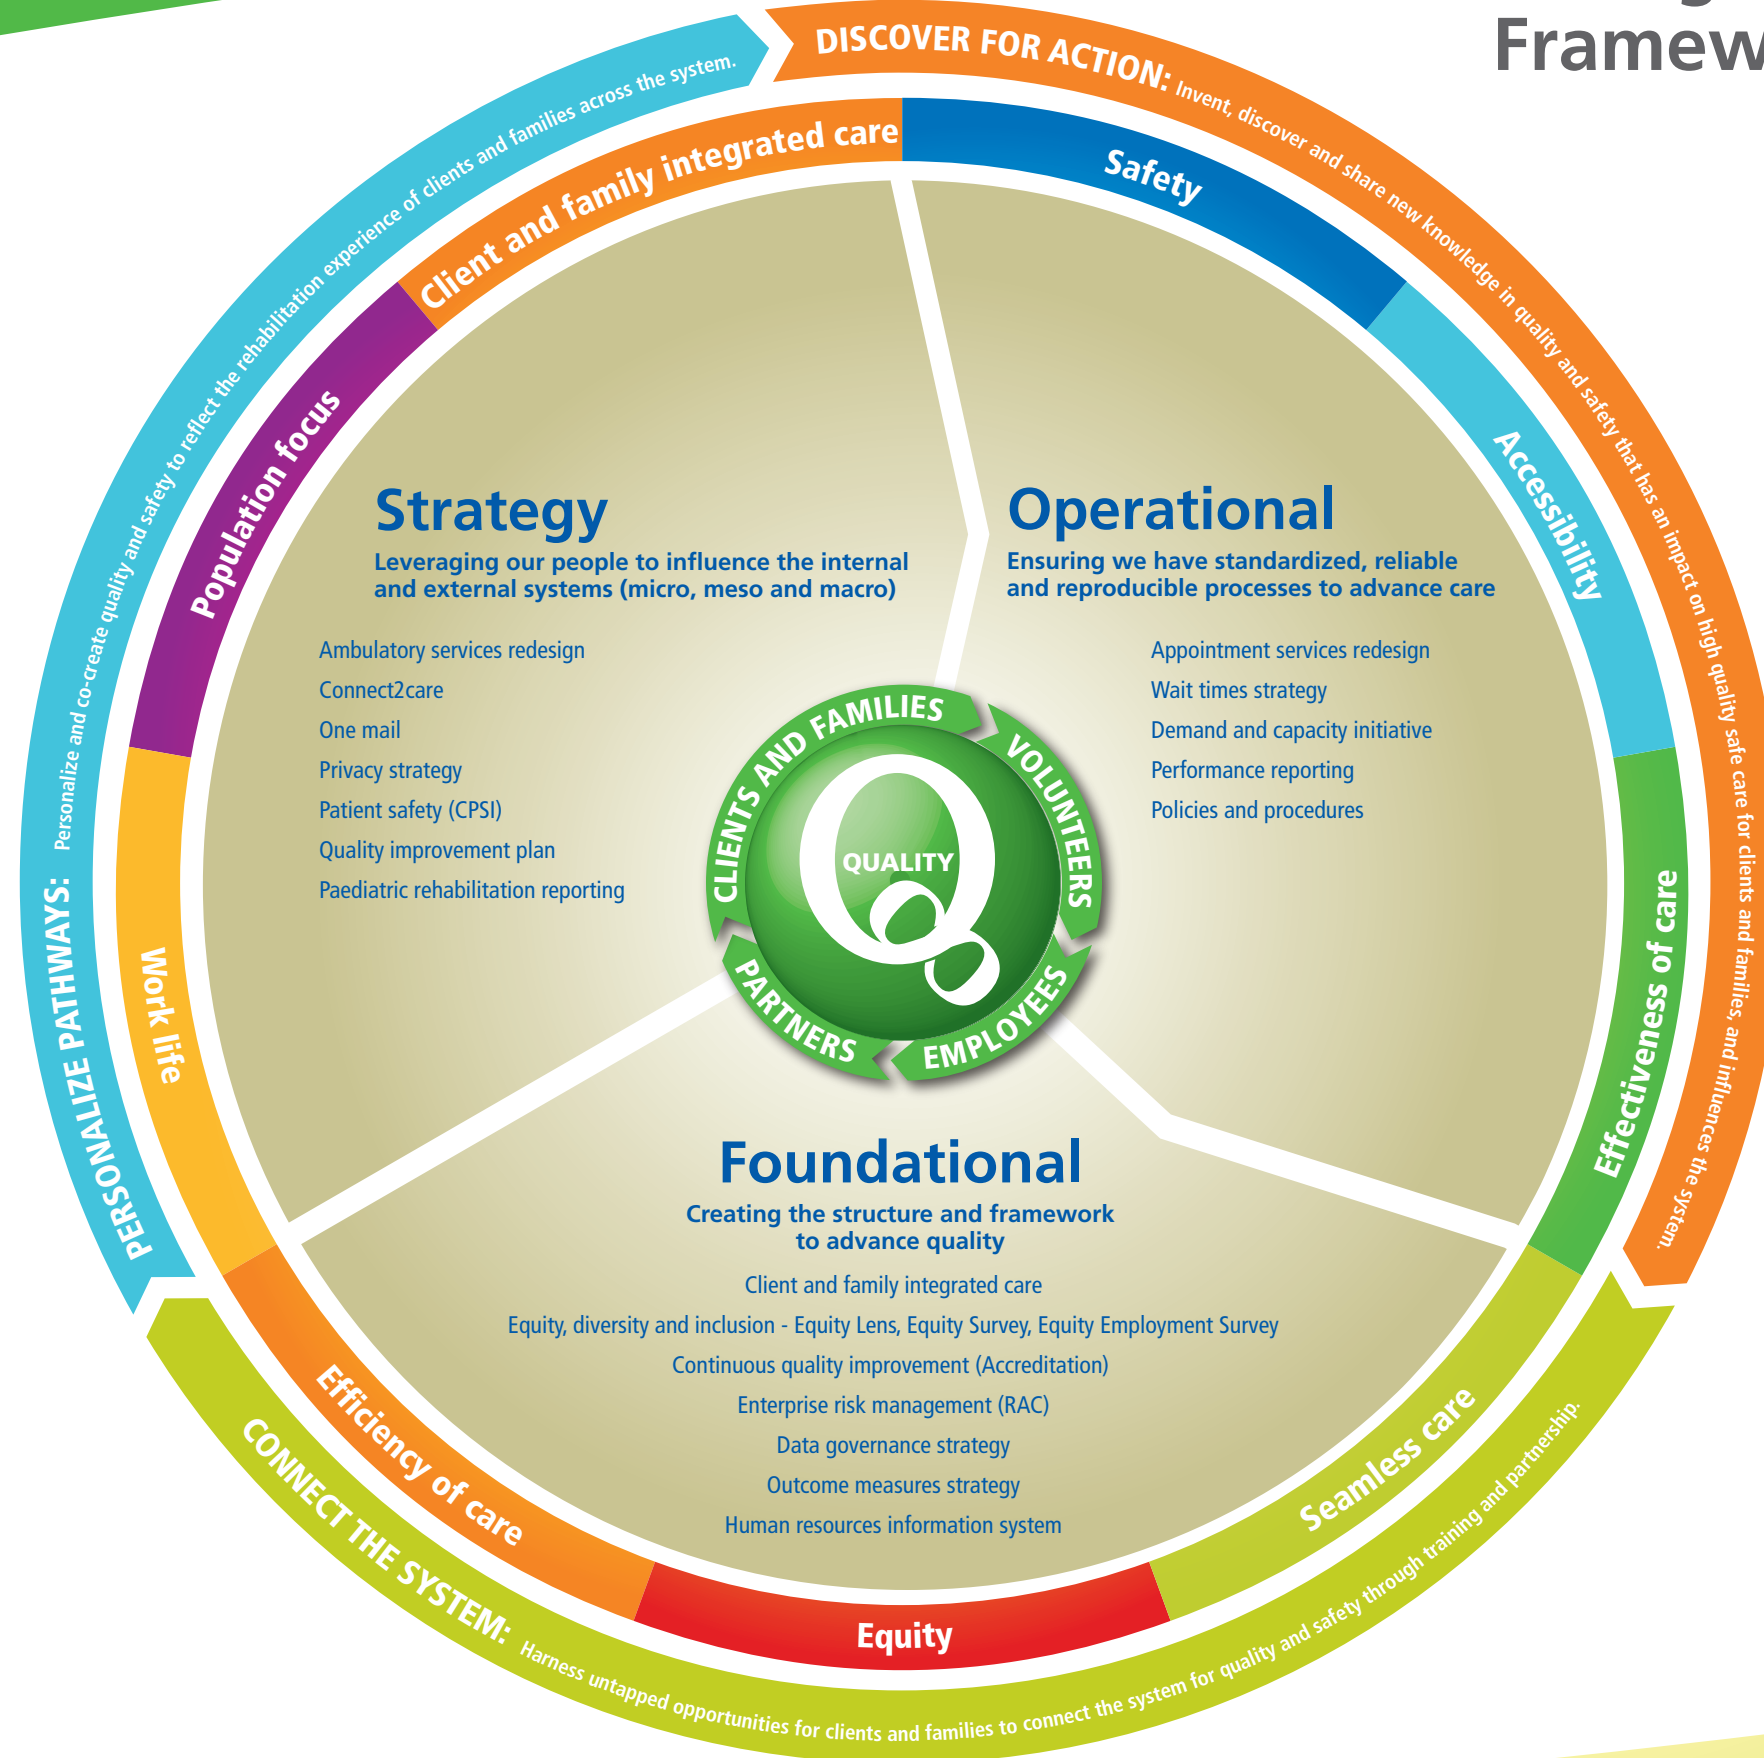 Framew
DISCOVER FOR ACTION: Invent, discover and share new knowledge in quality and safety that has an impact on high quality safe care for clients and families, and influences the system.
PERSONALIZE PATHWAYS: Personalize and co-create quality and safety to reflect the rehabilitation experience of clients and families across the system.
CONNECT THE SYSTEM: Harness untapped opportunities for clients and families to connect the system for quality and safety through training and partnership.
Client and family integrated care
Safety
Accessibility
Effectiveness of care
Seamless care
Equity
Efficiency of care
Work life
Population focus
Strategy
Leveraging our people to influence the internal
and external systems (micro, meso and macro)
Ambulatory services redesign
Connect2care
One mail
Privacy strategy
Patient safety (CPSI)
Quality improvement plan
Paediatric rehabilitation reporting
Operational
Ensuring we have standardized, reliable
and reproducible processes to advance care
Appointment services redesign
Wait times strategy
Demand and capacity initiative
Performance reporting
Policies and procedures
CLIENTS AND FAMILIES
VOLUNTEERS
EMPLOYEES
PARTNERS
Q
QUALITY
Foundational
Creating the structure and framework
to advance quality
Client and family integrated care
Equity, diversity and inclusion - Equity Lens, Equity Survey, Equity Employment Survey
Continuous quality improvement (Accreditation)
Enterprise risk management (RAC)
Data governance strategy
Outcome measures strategy
Human resources information system